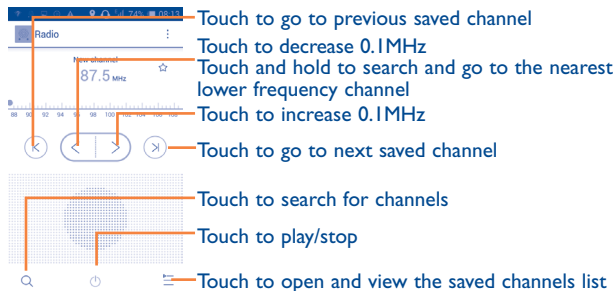 74% 08:13
Touch to go to previous saved channel
Radio
Touch to decrease 0.1MHz
New channel
Touch and hold to search and go to the nearest
lower frequency channel
87.5 MHz
Touch to increase 0.1MHz
88 90 92 94 96 98 100 102 104 106 108
Touch to go to next saved channel
Touch to search for channels
Touch to play/stop
Touch to open and view the saved channels list